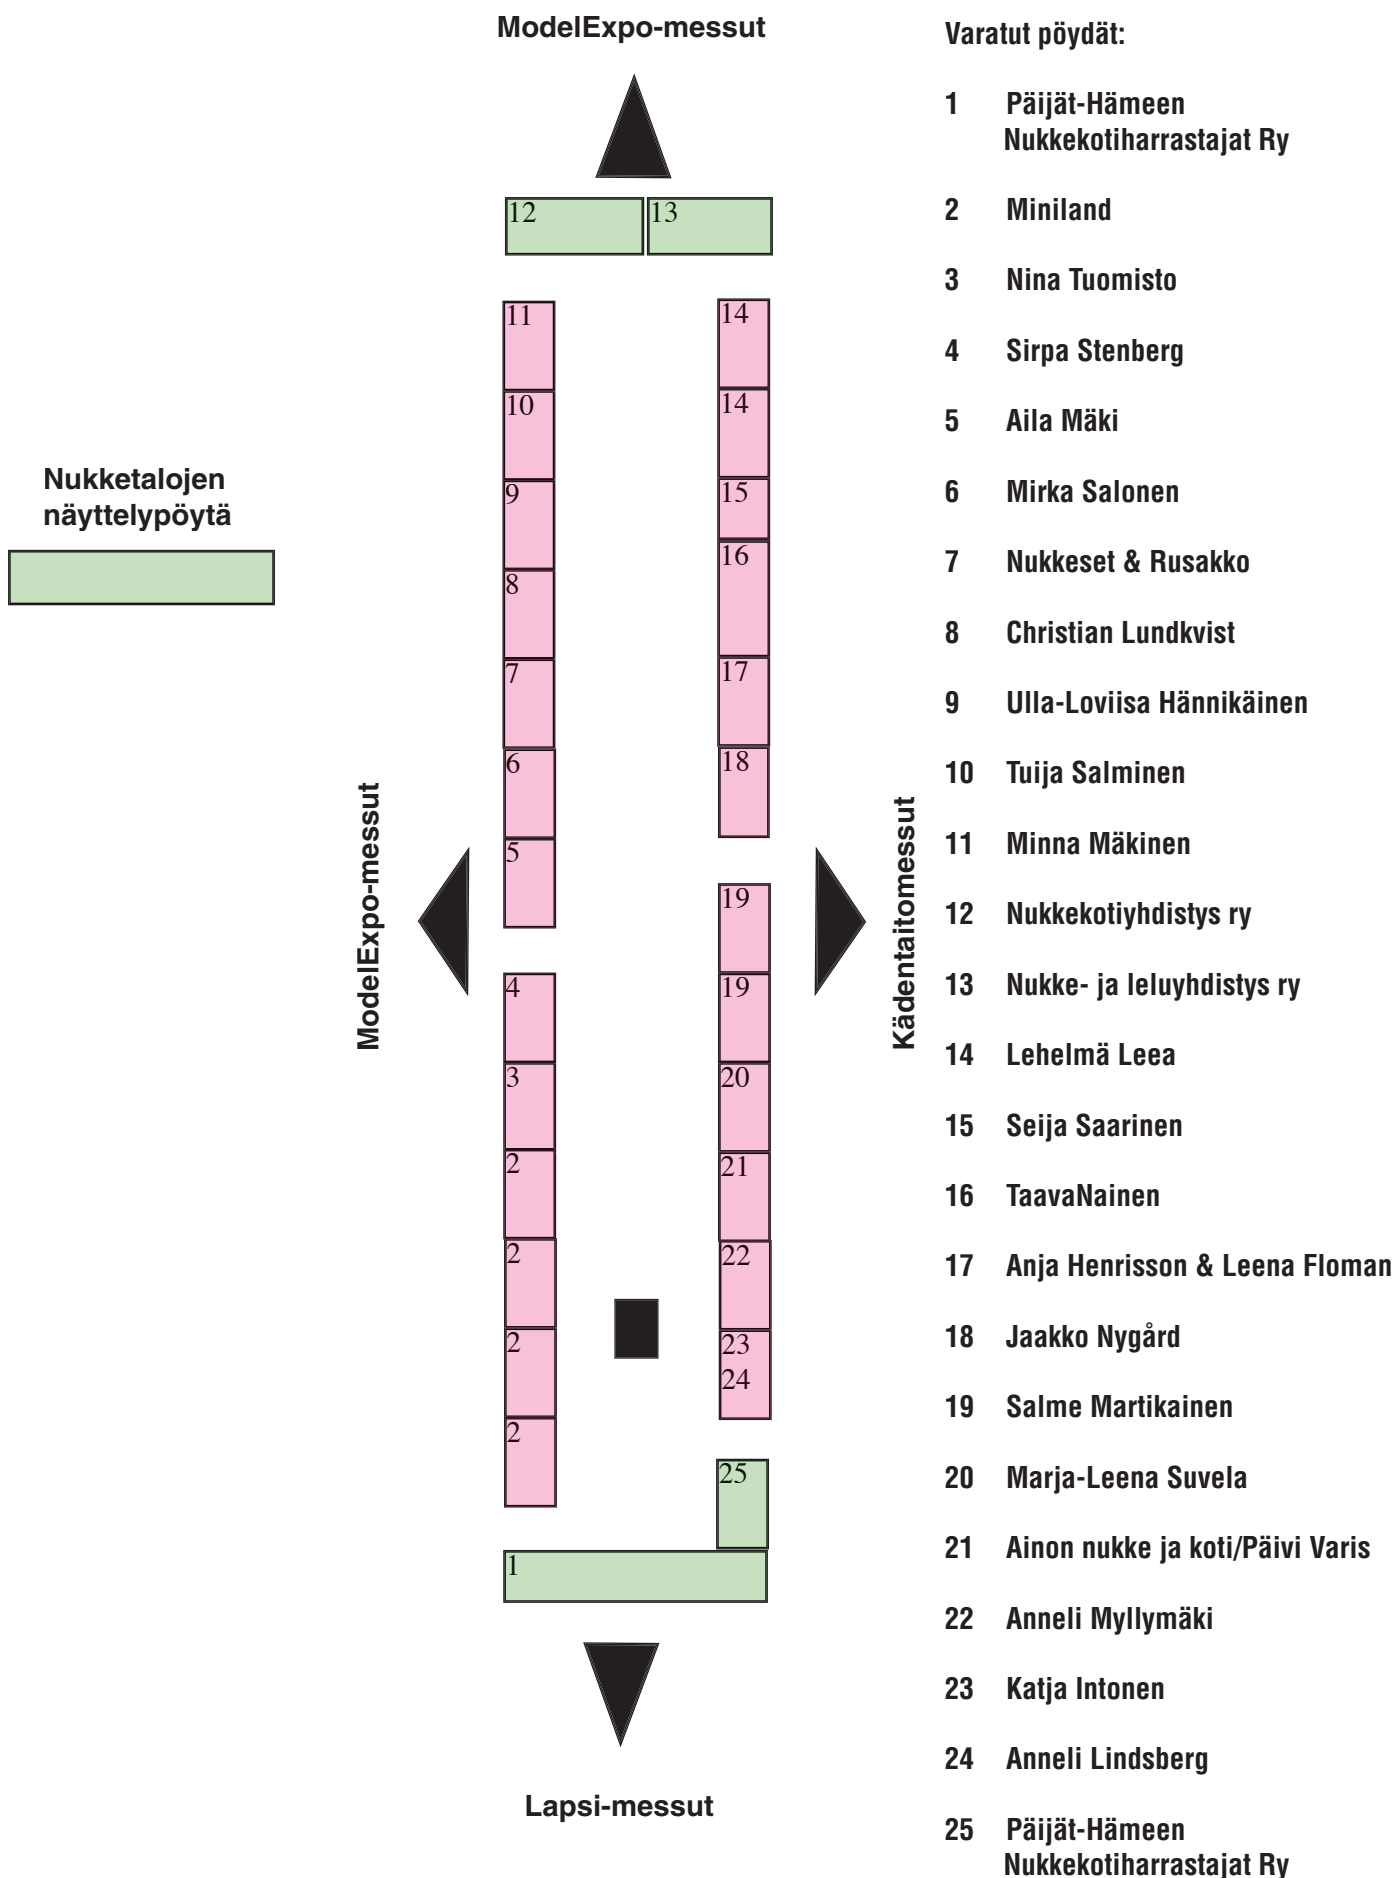 ModelExpo-messut
12
13
11
10
9
8
7
6
5
4
3
2
2
2
2
14
14
15
16
17
18
19
19
20
21
22
23
24
25
1
Nukketalojen
näyttelypöytä
ModelExpo-messut
Kädentaitomessut
Lapsi-messut
Varatut pöydät:
1 Päijät-Hämeen
Nukkekotiharrastajat Ry
2 Miniland
3 Nina Tuomisto
4 Sirpa Stenberg
5 Aila Mäki
6 Mirka Salonen
7 Nukkeset & Rusakko
8 Christian Lundkvist
9 Ulla-Loviisa Hännikäinen
10 Tuija Salminen
11 Minna Mäkinen
12 Nukkekotiyhdistys ry
13 Nukke- ja leluyhdistys ry
14 Lehelmä Leea
15 Seija Saarinen
16 TaavaNainen
17 Anja Henrisson & Leena Floman
18 Jaakko Nygård
19 Salme Martikainen
20 Marja-Leena Suvela
21 Ainon nukke ja koti/Päivi Varis
22 Anneli Myllymäki
23 Katja Intonen
24 Anneli Lindsberg
25 Päijät-Hämeen
Nukkekotiharrastajat Ry